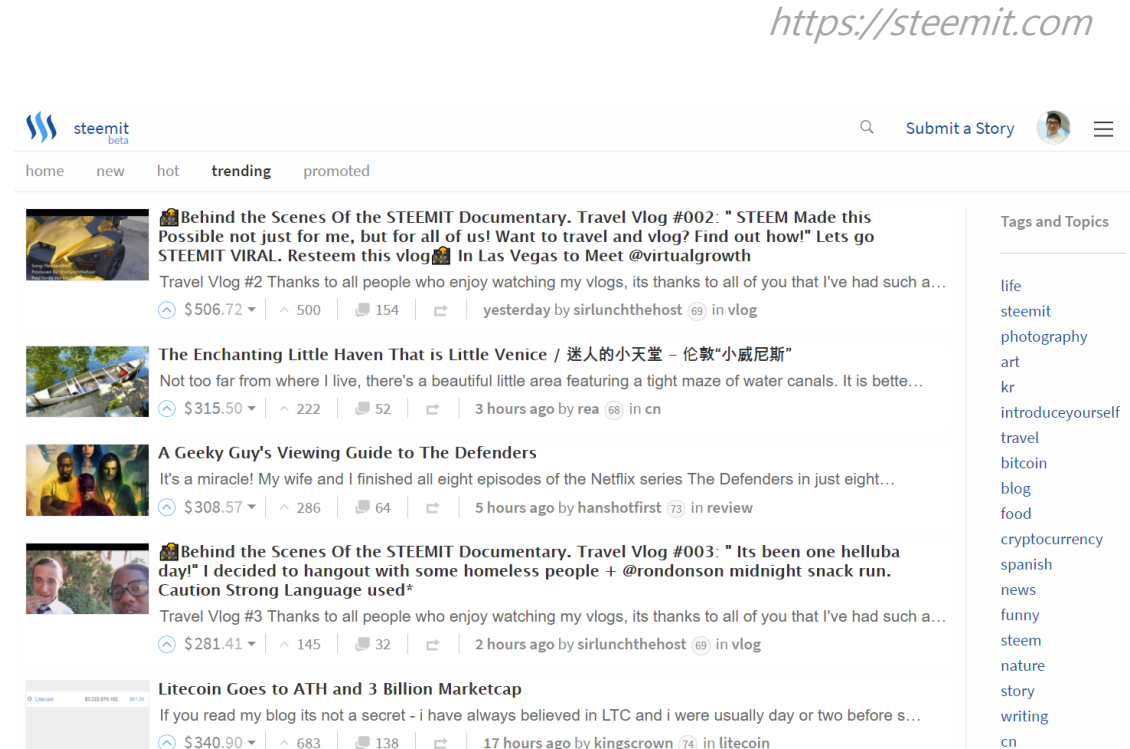 https://steemit.com
steemit
beta
Submit a Story
home new hot trending promoted
Behind the Scenes Of the STEEMIT Documentary. Travel Vlog #002: " STEEM Made this
Possible not just for me, but for all of us! Want to travel and vlog? Find out how!" Lets go
STEEMIT VIRAL. Resteem this vlog In Las Vegas to Meet @virtualgrowth
Travel Vlog #2 Thanks to all people who enjoy watching my vlogs, its thanks to all of you that I've had such a…
$506.72 500 154 yesterday by sirlunchthehost 69 in vlog
The Enchanting Little Haven That is Little Venice / 迷人的小天堂 – 伦敦“小威尼斯”
Not too far from where I live, there's a beautiful little area featuring a tight maze of water canals. It is bette…
$315.50 222 52 3 hours ago by rea 68 in cn
A Geeky Guy's Viewing Guide to The Defenders
It's a miracle! My wife and I finished all eight episodes of the Netflix series The Defenders in just eight…
$308.57 286 64 5 hours ago by hanshotfirst 73 in review
Behind the Scenes Of the STEEMIT Documentary. Travel Vlog #003: " Its been one helluba
day!" I decided to hangout with some homeless people + @rondonson midnight snack run.
Caution Strong Language used*
Travel Vlog #3 Thanks to all people who enjoy watching my vlogs, its thanks to all of you that I've had such a…
$281.41 145 32 2 hours ago by sirlunchthehost 69 in vlog
Litecoin Goes to ATH and 3 Billion Marketcap
Litecoin
If you read my blog its not a secret - i have always believed in LTC and i were usually day or two before s…
$340.90 683 138 17 hours ago by kingscrown 74 in litecoin
Tags and Topics
life
steemit
photography
art
kr
introduceyourself
travel
bitcoin
blog
food
cryptocurrency
spanish
news
funny
steem
nature
story
writing
cn